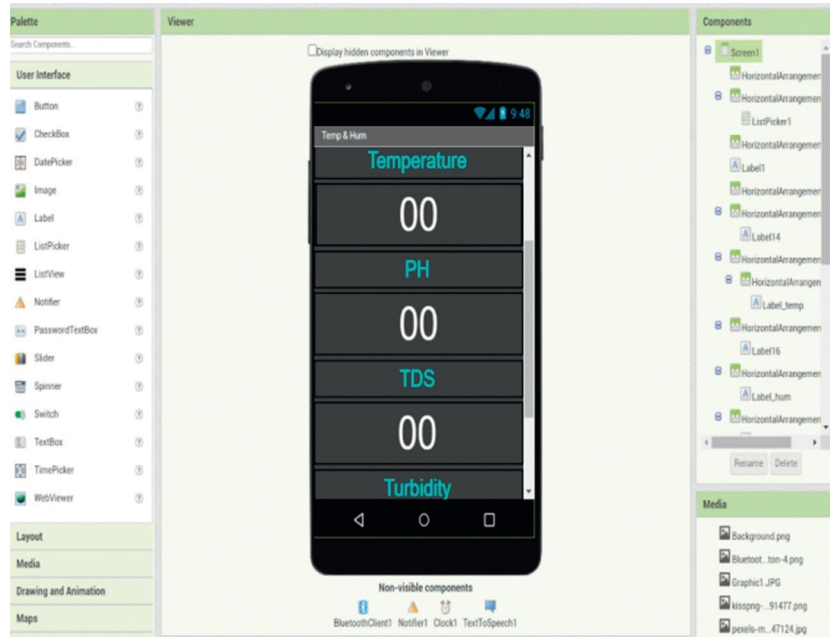 Palette
Search Components...
User Interface
Button
CheckBox
DatePicker
Image
Label
ListPicker
ListView
Notifier
PasswordTextBox
Slider
Spinner
Switch
TextBox
TimePicker
WebViewer
Layout
Media
Drawing and Animation
Maps
Viewer
Display hidden components in Viewer
9:48
Temp & Hum
Temperature
00
PH
00
TDS
00
Turbidity
Non-visible components
BluetoothClient1 Notifier1 Clock1 TextToSpeech1
Components
Screen1
HorizontalArrangemen
HorizontalArrangemen
ListPicker1
HorizontalArrangemen
Label1
HorizontalArrangemen
HorizontalArrangemen
Label14
HorizontalArrangemen
HorizontalArrangen
Label_temp
HorizontalArrangemen
Label16
HorizontalArrangemen
Label_hum
HorizontalArrangemen
Rename Delete
Media
Background.png
Bluetoot...ton-4.png
Graphic1.JPG
kisspng-...91477.png
pexels-m...47124.jpg